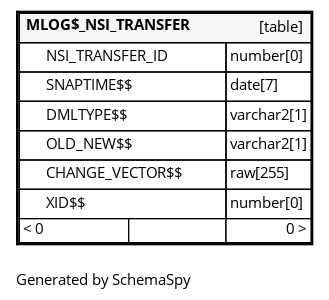 MLOG$_NSI_TRANSFER [table]
NSI_TRANSFER_ID number[0]
SNAPTIME$$ date[7]
DMLTYPE$$ varchar2[1]
OLD_NEW$$ varchar2[1]
CHANGE_VECTOR$$ raw[255]
XID$$ number[0]
< 0 0 >
Generated by SchemaSpy